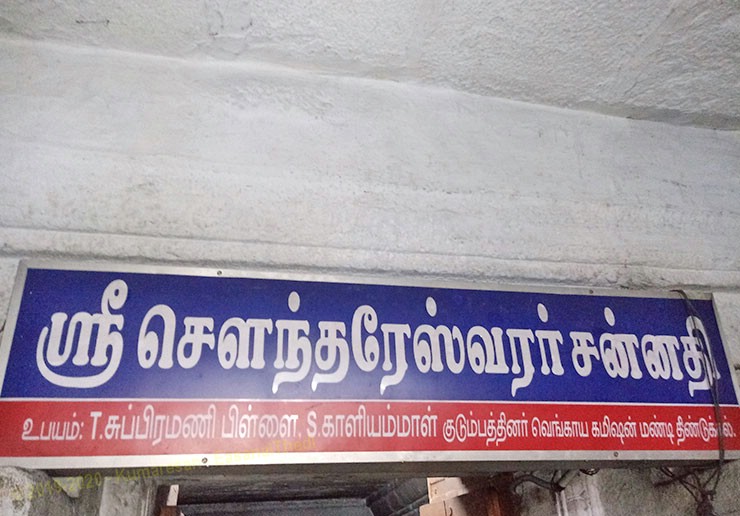 ஸ்ரீ சௌந்தரேஸ்வரர் சன்னதி
உபயம்: T.சுப்பிரமணி பிள்ளை. S.காளியம்மாள் குடும்பத்தினர் வெங்காய கமிஷன் மண்டி திண்டுக்கல்.